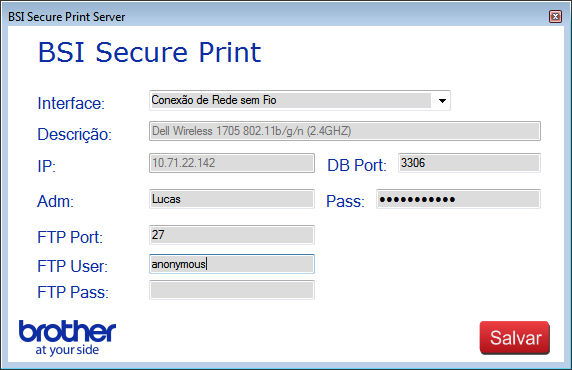 BSI Secure Print Server
BSI Secure Print
Interface: Conexão de Rede sem Fio
Descrição: Dell Wireless 1705 802.11b/g/n (2.4GHZ)
IP: 10.71.22.142 DB Port: 3306
Adm: Lucas Pass: ●●●●●●●●●●●
FTP Port: 27
FTP User: anonymous
FTP Pass:
brother
at your side
Salvar